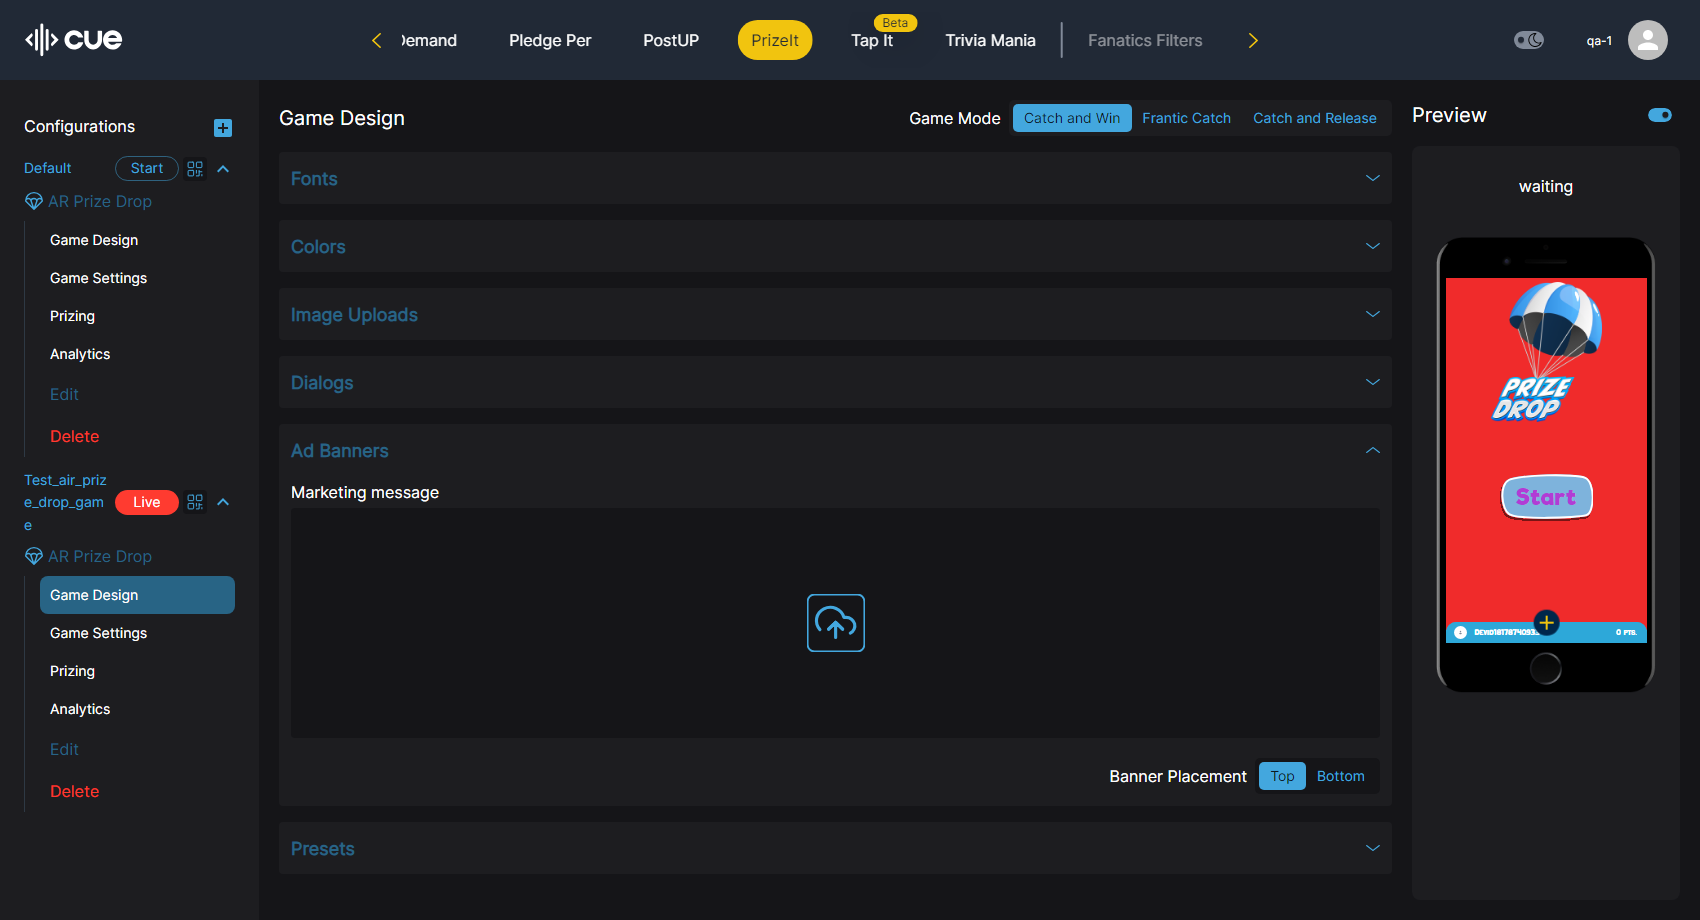 cue
Demand
Pledge Per
PostUP
PrizeIt
Beta
Tap It
Trivia Mania
Fanatics Filters
qa-1
Configurations
Default
Start
AR Prize Drop
Game Design
Game Settings
Prizing
Analytics
Edit
Delete
Test_air_priz
e_drop_gam
e
Live
AR Prize Drop
Game Design
Game Settings
Prizing
Analytics
Edit
Delete
Game Design
Game Mode
Catch and Win
Frantic Catch
Catch and Release
Fonts
Colors
Image Uploads
Dialogs
Ad Banners
Marketing message
Banner Placement
Top
Bottom
Presets
Preview
waiting
PRIZE
DROP
Start
0 PTS.